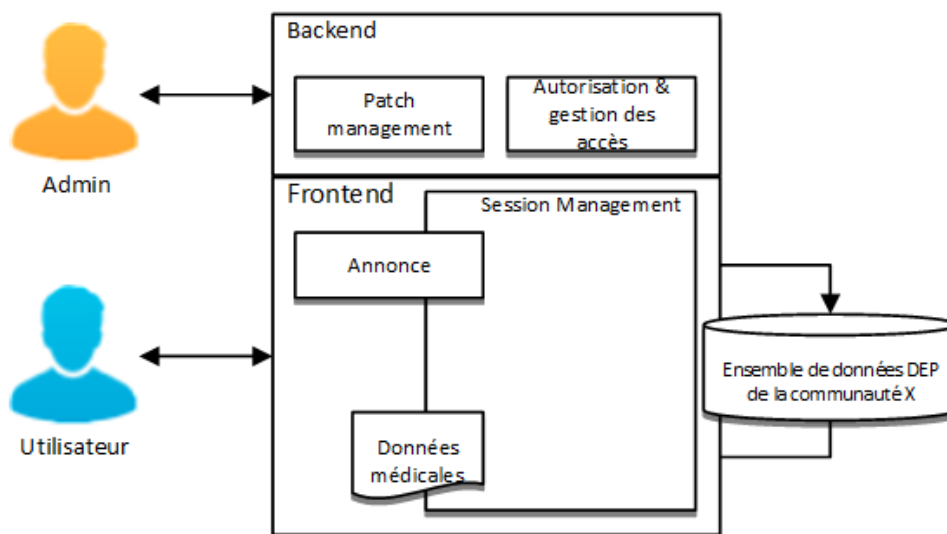 Backend
Patch
management
Autorisation &
gestion des
accès
Admin
Frontend
Session Management
Annonce
Ensemble de données DEP
de la communauté X
Données
médicales
Utilisateur